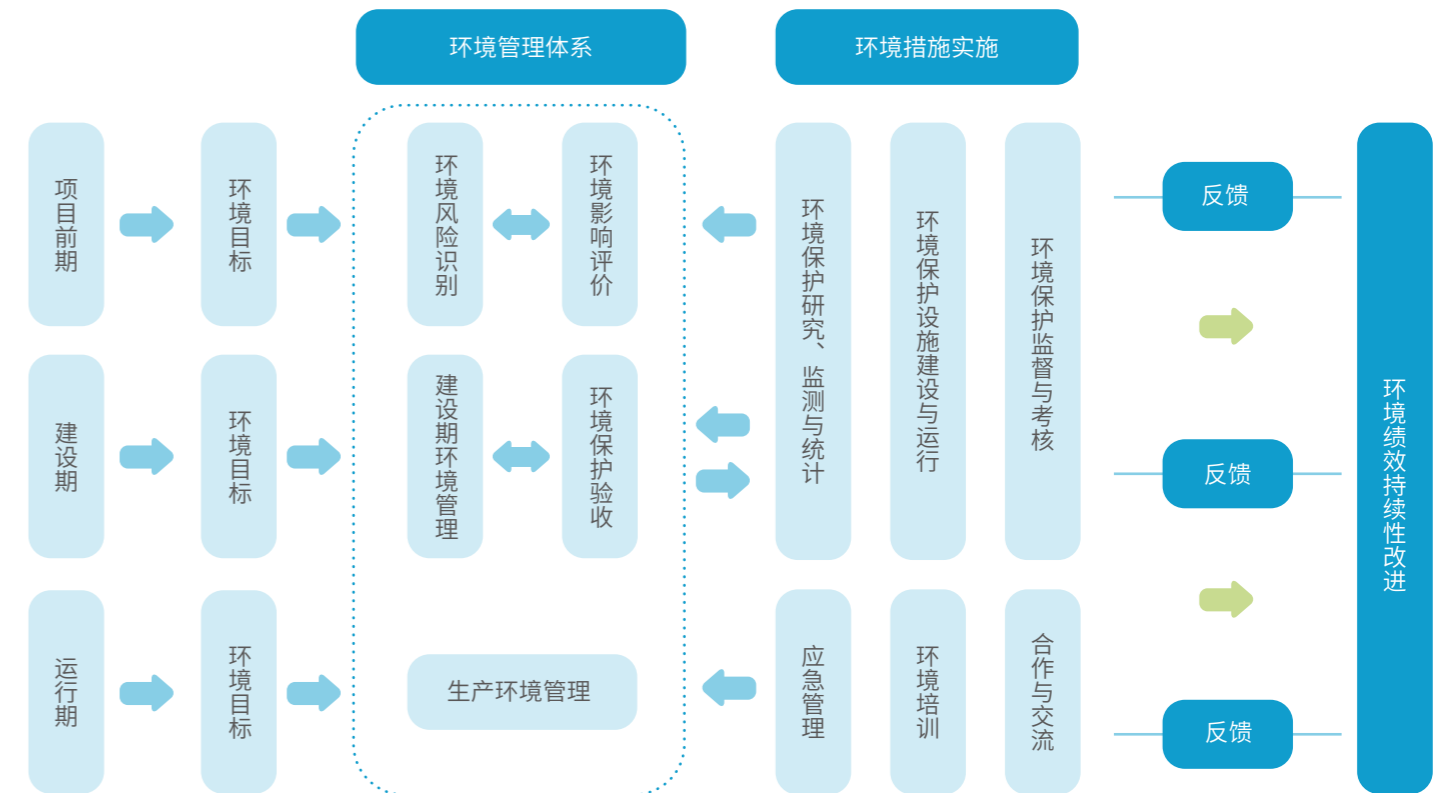 环境管理体系
环境措施实施
项目前期
环境目标
环境风险识别
环境影响评价
建设期
环境目标
建设期环境管理
环境保护验收
运行期
环境目标
生产环境管理
环境保护研究、监测与统计
环境保护设施建设与运行
环境保护监督与考核
应急管理
环境培训
合作与交流
反馈
反馈
反馈
环境绩效持续性改进